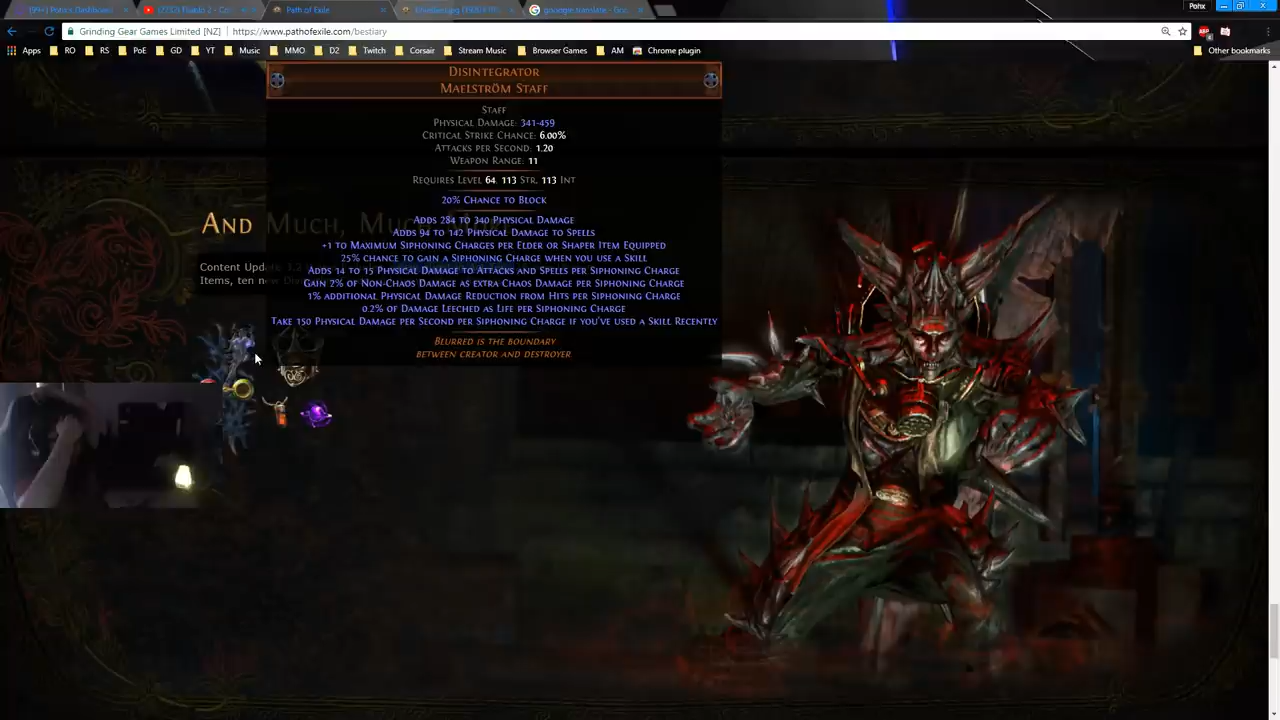 Path of Exile
Pohx
Grinding Gear Games Limited [NZ] | https://www.pathofexile.com/bestiary
Apps RO RS PoE GD YT Music MMO D2 Twitch Corsair Stream Music Browser Games AM Chrome plugin Other bookmarks
DISINTEGRATOR
MAELSTRÖM STAFF
STAFF
PHYSICAL DAMAGE: 341-459
CRITICAL STRIKE CHANCE: 6.00%
ATTACKS PER SECOND: 1.20
WEAPON RANGE: 11
REQUIRES LEVEL 64, 113 STR, 113 INT
20% CHANCE TO BLOCK
ADDS 284 TO 340 PHYSICAL DAMAGE
ADDS 94 TO 142 PHYSICAL DAMAGE TO SPELLS
+1 TO MAXIMUM SIPHONING CHARGES PER ELDER OR SHAPER ITEM EQUIPPED
25% CHANCE TO GAIN A SIPHONING CHARGE WHEN YOU USE A SKILL
ADDS 14 TO 15 PHYSICAL DAMAGE TO ATTACKS AND SPELLS PER SIPHONING CHARGE
GAIN 2% OF NON-CHAOS DAMAGE AS EXTRA CHAOS DAMAGE PER SIPHONING CHARGE
1% ADDITIONAL PHYSICAL DAMAGE REDUCTION FROM HITS PER SIPHONING CHARGE
0.2% OF DAMAGE LEECHED AS LIFE PER SIPHONING CHARGE
TAKE 150 PHYSICAL DAMAGE PER SECOND PER SIPHONING CHARGE IF YOU'VE USED A SKILL RECENTLY
BLURRED IS THE BOUNDARY
BETWEEN CREATOR AND DESTROYER
AND MUCH, MUCH
Content
Items, ten